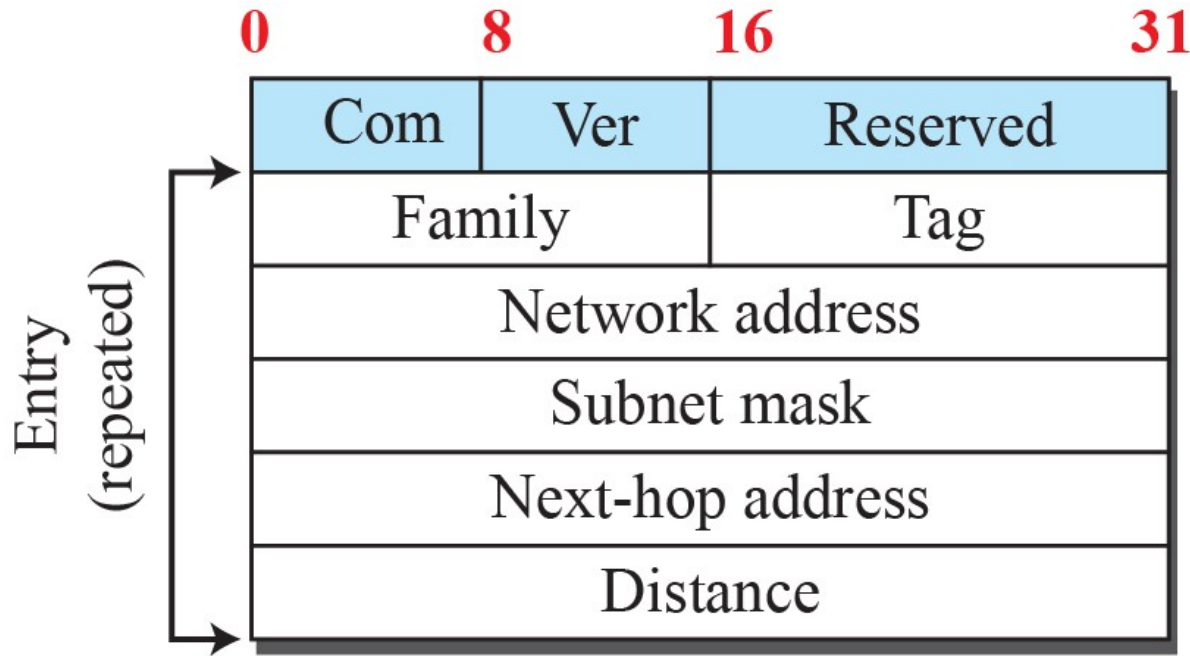 0 8 16 31
Com Ver Reserved
Family Tag
Network address
Subnet mask
Next-hop address
Distance
Entry
(repeated)